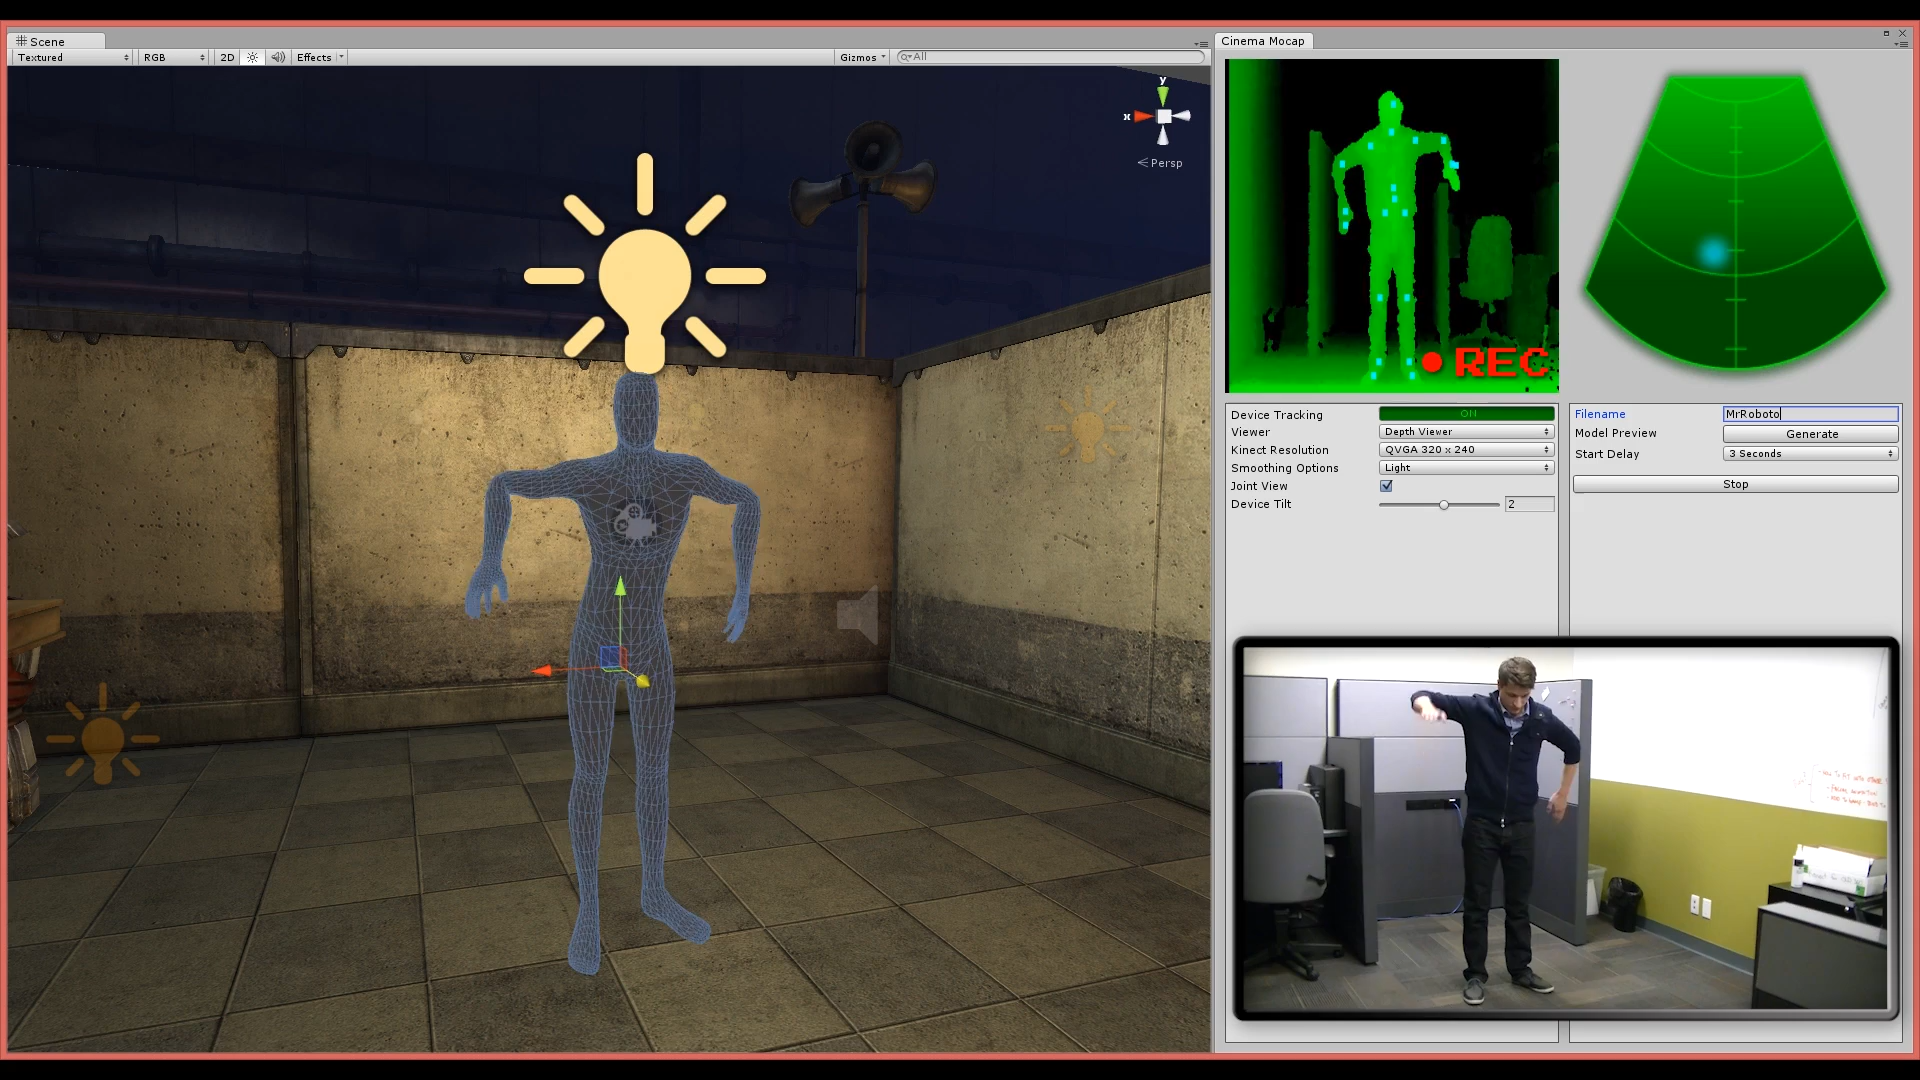 Scene
Textured RGB 2D Effects Gizmos All
y
x
Persp
Cinema Mocap
REC
Device Tracking ON
Viewer Depth Viewer
Kinect Resolution QVGA 320 x 240
Smoothing Options Light
Joint View
Device Tilt 2
Filename MrRoboto
Model Preview Generate
Start Delay 3 Seconds
Stop